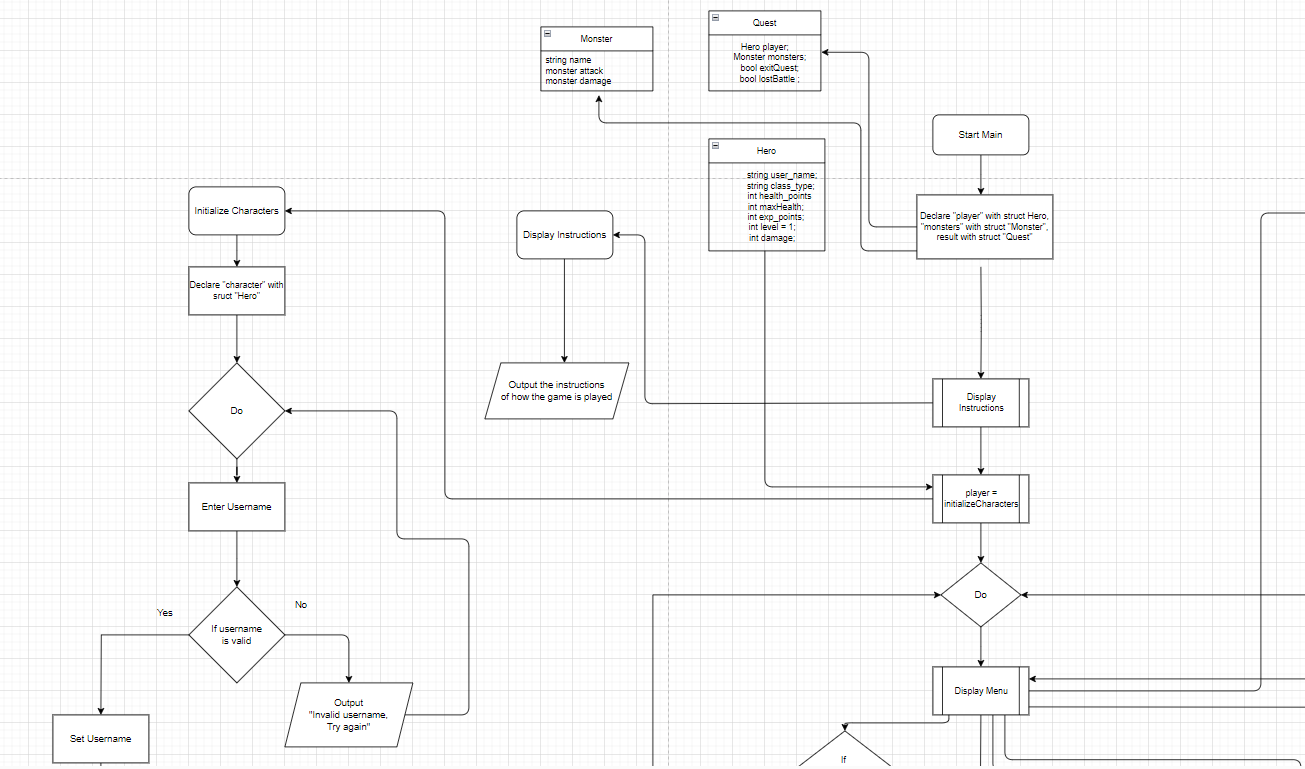 Quest
Hero player;
Monster monsters;
bool exitQuest;
bool lostBattle ;
Monster
string name
monster attack
monster damage
Start Main
Hero
string user_name;
string class_type;
int health_points
int maxHealth;
int exp_points;
int level = 1;
int damage;
Declare "player" with struct Hero,
"monsters" with struct "Monster",
result with struct "Quest"
Initialize Characters
Display Instructions
Declare "character" with
sruct "Hero"
Output the instructions
of how the game is played
Display
Instructions
Do
Enter Username
player =
initializeCharacters
Do
Yes
No
If username
is valid
Display Menu
Output
"Invalid username,
Try again"
Set Username
If